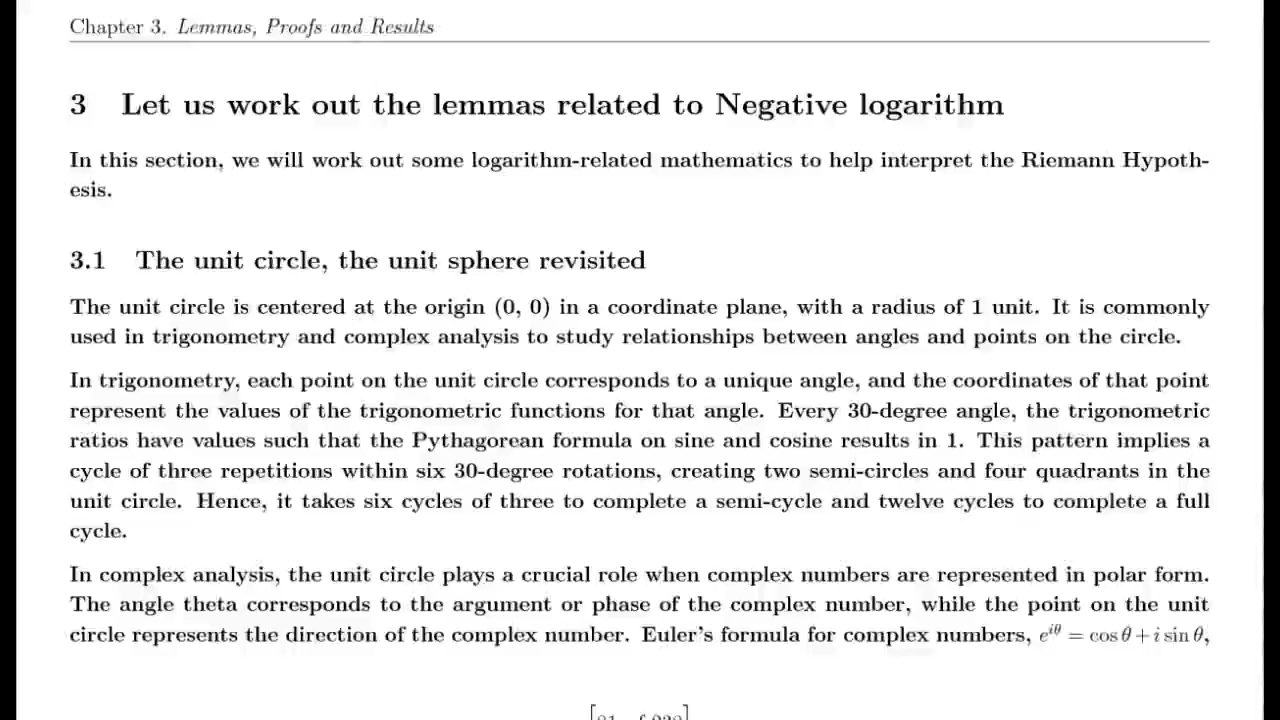 Chapter 3. Lemmas, Proofs and Results
3 Let us work out the lemmas related to Negative logarithm
In this section, we will work out some logarithm-related mathematics to help interpret the Riemann Hypoth-
esis.
3.1 The unit circle, the unit sphere revisited
The unit circle is centered at the origin (0, 0) in a coordinate plane, with a radius of 1 unit. It is commonly
used in trigonometry and complex analysis to study relationships between angles and points on the circle.
In trigonometry, each point on the unit circle corresponds to a unique angle, and the coordinates of that point
represent the values of the trigonometric functions for that angle. Every 30-degree angle, the trigonometric
ratios have values such that the Pythagorean formula on sine and cosine results in 1. This pattern implies a
cycle of three repetitions within six 30-degree rotations, creating two semi-circles and four quadrants in the
unit circle. Hence, it takes six cycles of three to complete a semi-cycle and twelve cycles to complete a full
cycle.
In complex analysis, the unit circle plays a crucial role when complex numbers are represented in polar form.
The angle theta corresponds to the argument or phase of the complex number, while the point on the unit
circle represents the direction of the complex number. Euler's formula for complex numbers, e^{iθ} = cos θ + i sin θ,